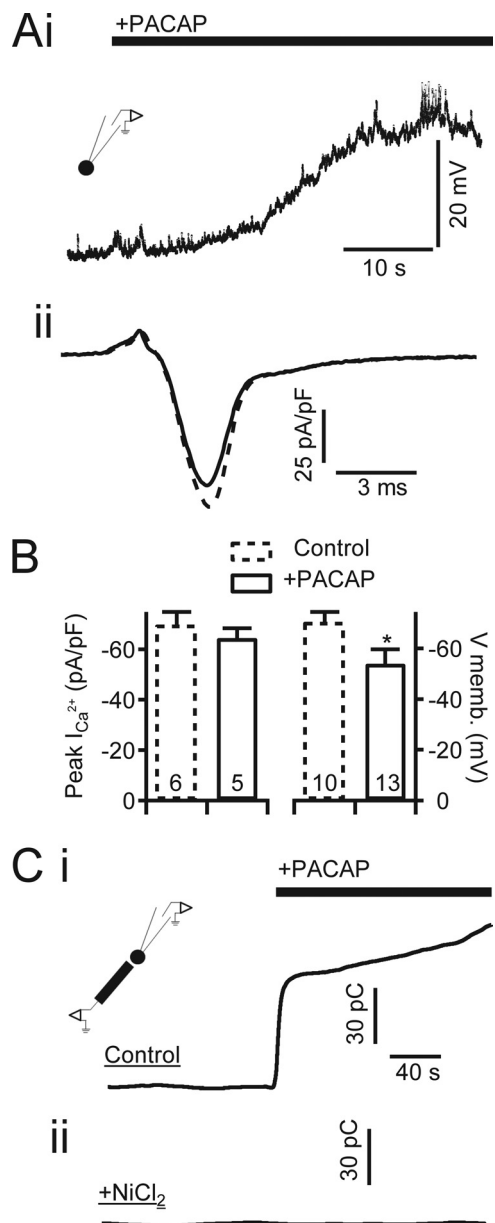 Ai
+PACAP
20 mV
10 s
ii
25 pA/pF
3 ms
B
Control
+PACAP
Peak I Ca²⁺ (pA/pF)
-60
-40
-20
0
6
5
10
13
*
-60
-40
-20
0
V memb. (mV)
C i
+PACAP
30 pC
40 s
Control
ii
30 pC
+NiCl₂